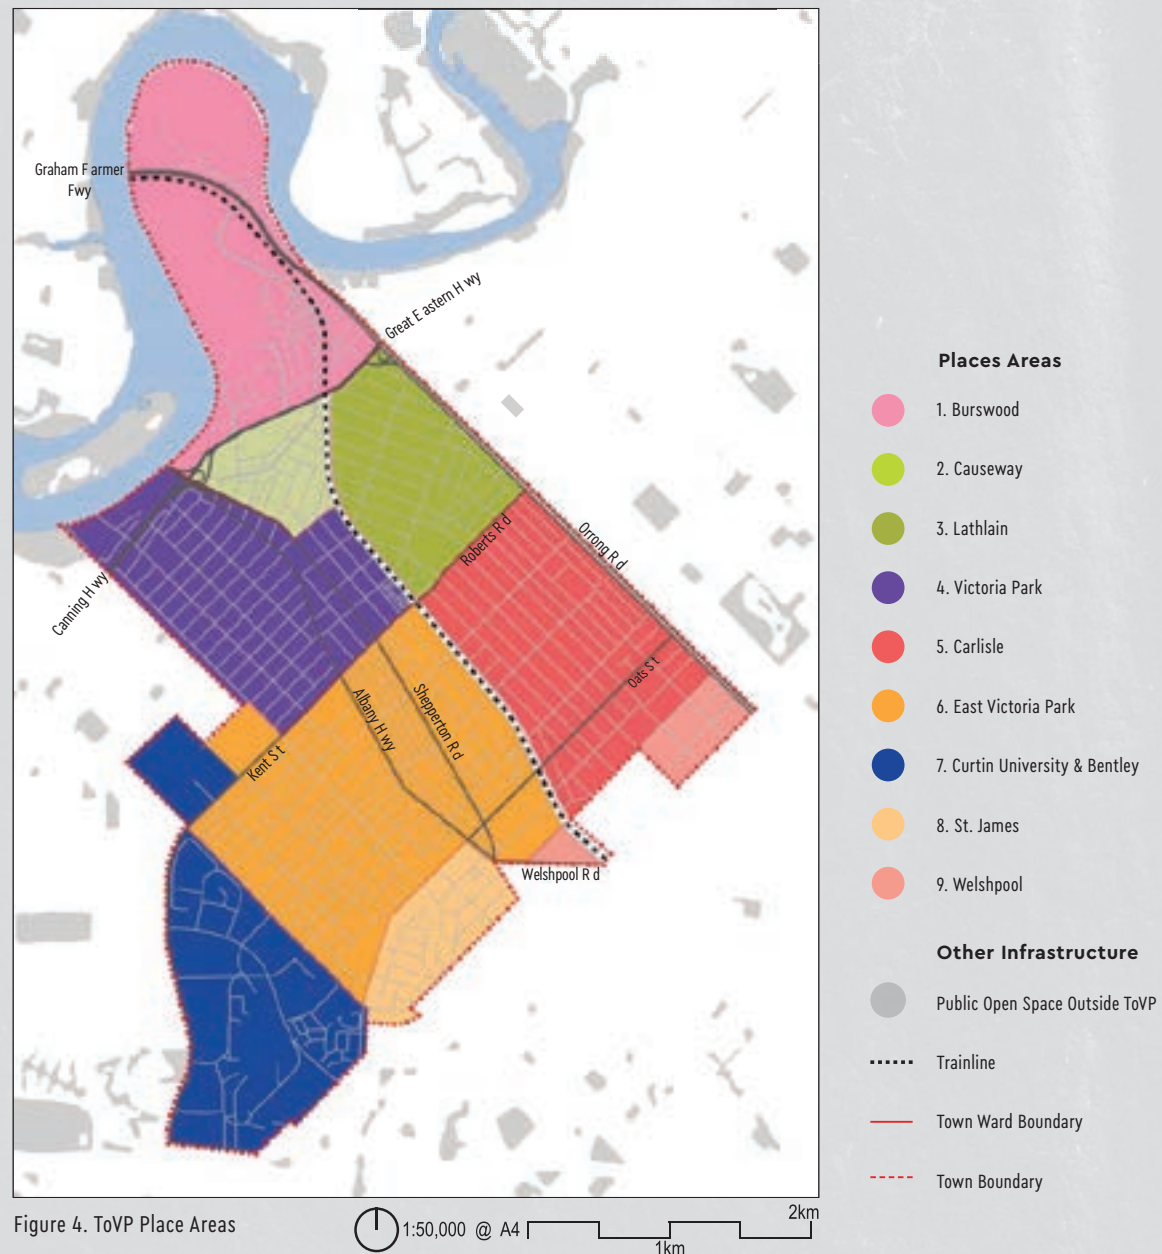 Graham F armer
Fwy
Great E astern H wy
Canning H wy
Roberts R d
Orrong R d
Oats S t
Albany H wy
Shepperton R d
Kent S t
Welshpool R d
Places Areas
1. Burswood
2. Causeway
3. Lathlain
4. Victoria Park
5. Carlisle
6. East Victoria Park
7. Curtin University & Bentley
8. St. James
9. Welshpool
Other Infrastructure
Public Open Space Outside ToVP
Trainline
Town Ward Boundary
Town Boundary
Figure 4. ToVP Place Areas
1:50,000 @ A4
1km
2km